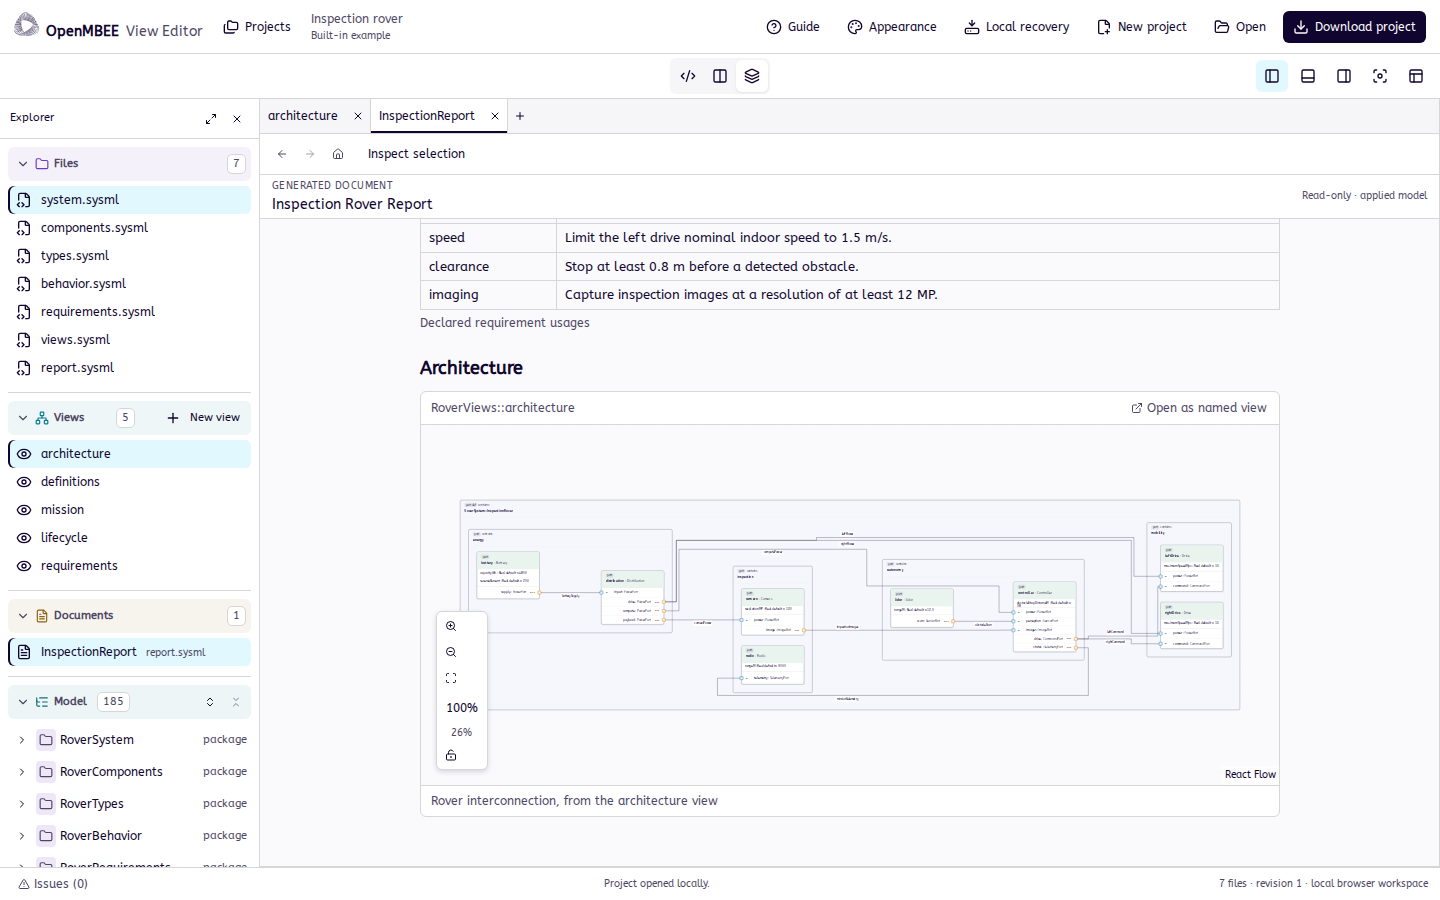 OpenMBEE View Editor
Projects
Inspection rover
Built-in example
Guide
Appearance
Local recovery
New project
Open
Download project
Explorer
Files
7
system.sysml
components.sysml
types.sysml
behavior.sysml
requirements.sysml
views.sysml
report.sysml
Views
5
New view
architecture
definitions
mission
lifecycle
requirements
Documents
1
InspectionReport report.sysml
Model
185
RoverSystem package
RoverComponents package
RoverTypes package
RoverBehavior package
RoverRequirements package
architecture
InspectionReport
Inspect selection
GENERATED DOCUMENT
Inspection Rover Report
Read-only · applied model
speed Limit the left drive nominal indoor speed to 1.5 m/s.
clearance Stop at least 0.8 m before a detected obstacle.
imaging Capture inspection images at a resolution of at least 12 MP.
Declared requirement usages
Architecture
RoverViews::architecture
Open as named view
100%
26%
React Flow
Rover interconnection, from the architecture view
Issues (0)
Project opened locally.
7 files · revision 1 · local browser workspace